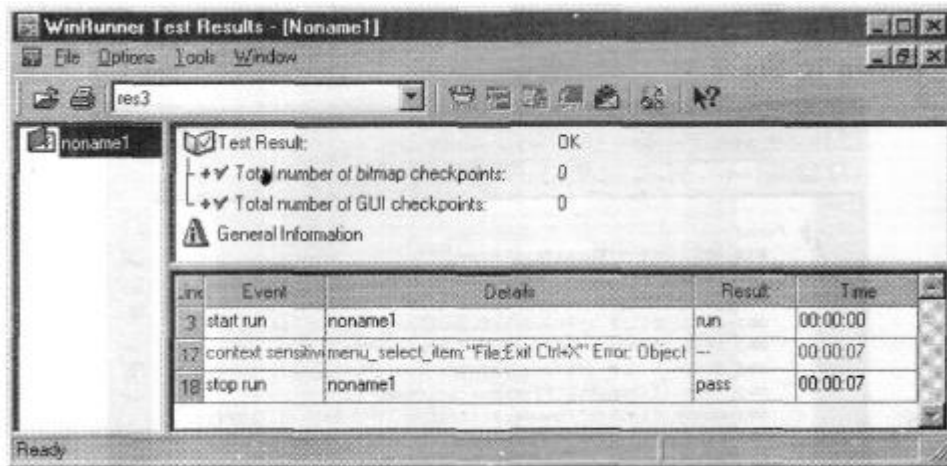 WinRunner Test Results - [Noname1]
File Options Tools Window
res3
noname1
Test Result: OK
Total number of bitmap checkpoints: 0
Total number of GUI checkpoints: 0
General Information
Line Event Details Result Time
3 start run noname1 run 00:00:00
17 context sensitiv menu_select_item:"File;Exit Ctrl+X" Error: Object --- 00:00:07
18 stop run noname1 pass 00:00:07
Ready